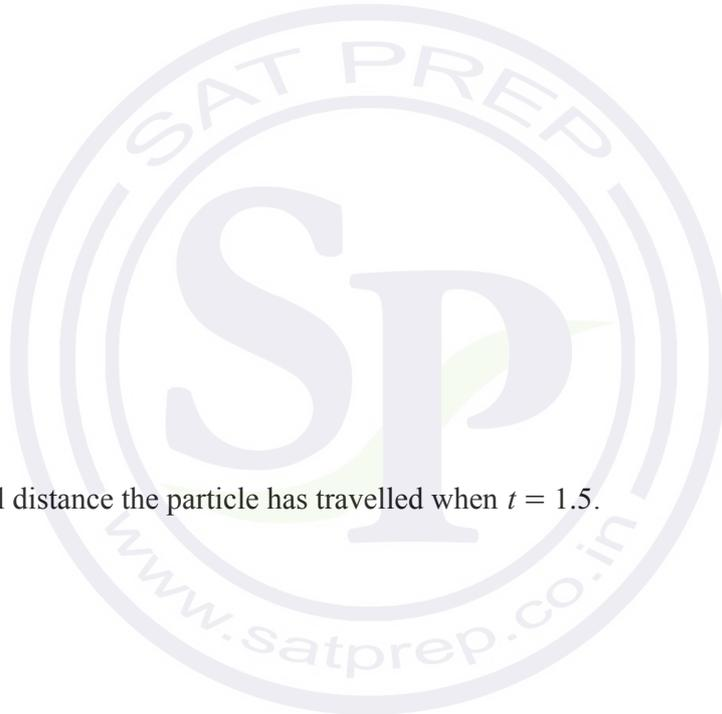 SAT PREP
SP
l distance the particle has travelled when t = 1.5.
www.satprep.co.in